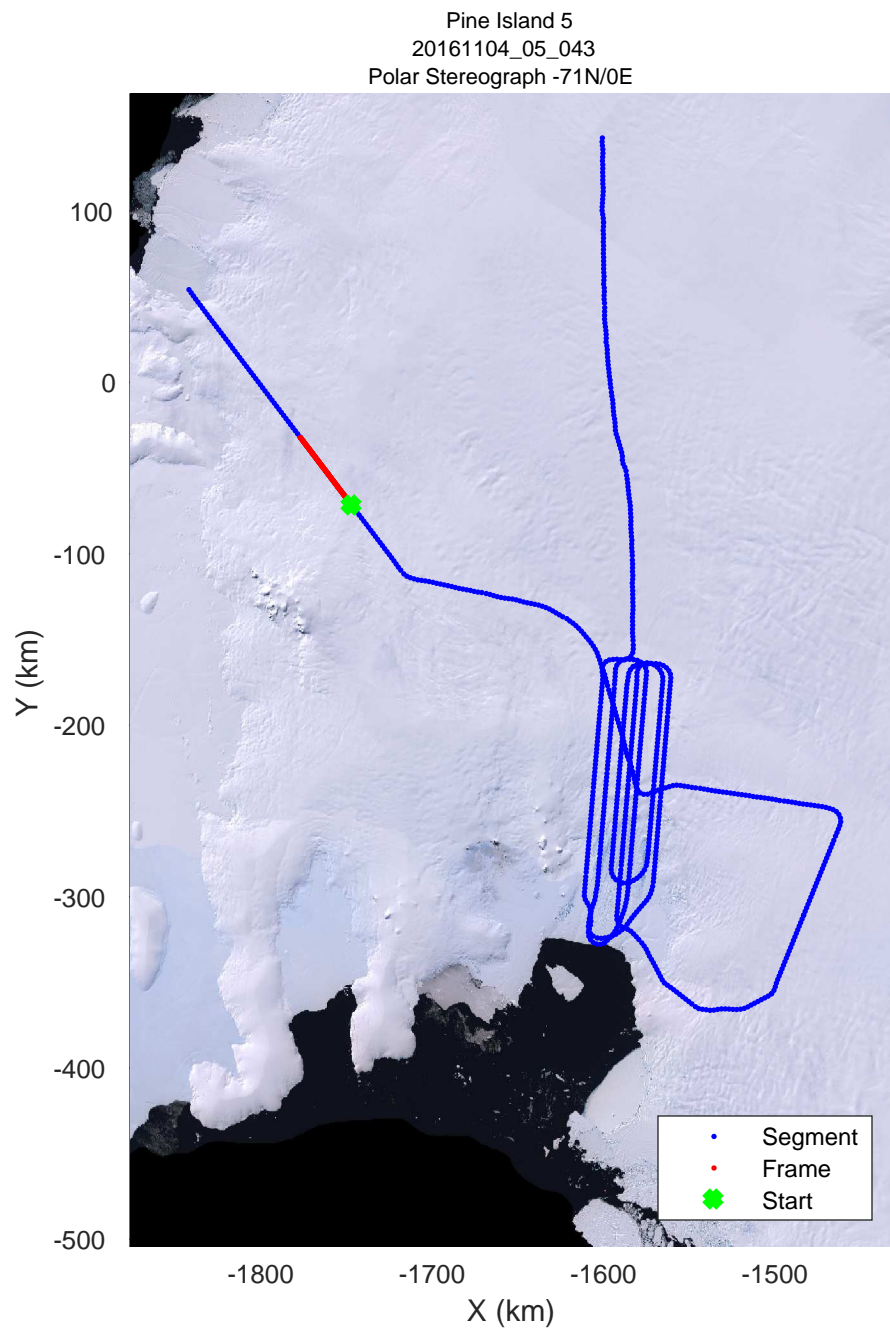 Pine Island 5
20161104_05_043
Polar Stereograph -71N/0E
100
0
-100
-200
-300
-400
-500
Y (km)
-1800
-1700
-1600
-1500
X (km)
Segment
Frame
Start